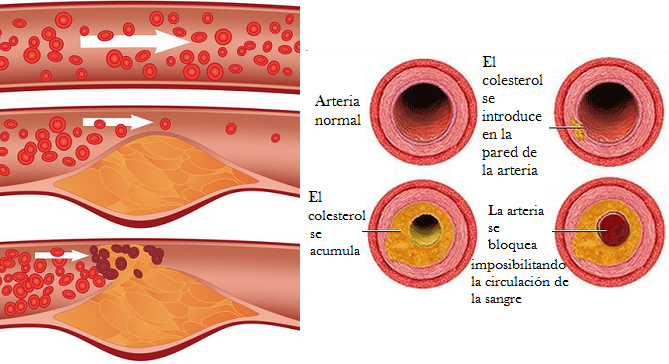 Arteria
normal
El
colesterol
se
introduce
en la
pared de
la arteria
El
colesterol
se
acumula
La arteria
se
bloquea
imposibilitando
la circulación de
la sangre